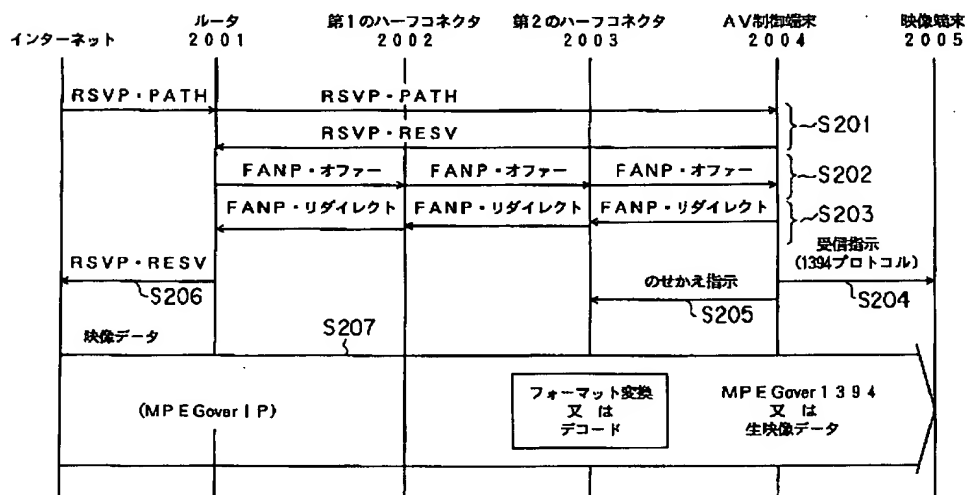 インターネット
ルータ
2001
第1のハーフコネクタ
2002
第2のハーフコネクタ
2003
AV制御端末
2004
映像端末
2005
RSVP・PATH
RSVP・PATH
RSVP・RESV
S201
FANP・オファー
FANP・オファー
FANP・オファー
S202
FANP・リダイレクト
FANP・リダイレクト
FANP・リダイレクト
S203
受信指示
(1394プロトコル)
RSVP・RESV
S206
のせかえ指示
S205
S204
映像データ
S207
(MPEGoverIP)
フォーマット変換
又は
デコード
MPEGover1394
又は
生映像データ